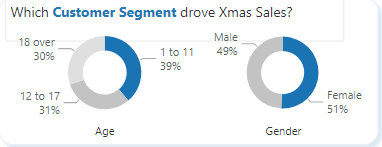 Which Customer Segment drove Xmas Sales?
18 over
30%
1 to 11
39%
12 to 17
31%
Age
Male
49%
Female
51%
Gender